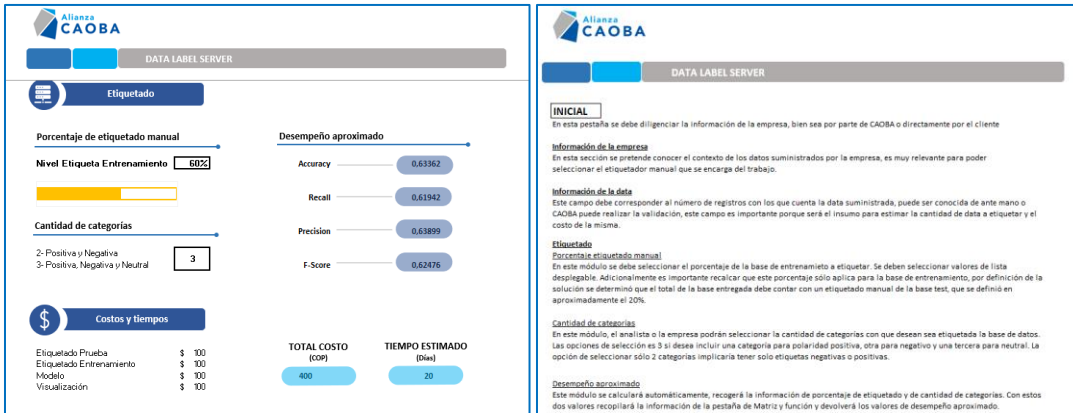 Alianza
CAOBA
DATA LABEL SERVER
Etiquetado
Porcentaje de etiquetado manual
Nivel Etiqueta Entrenamiento 60%
Cantidad de categorías
2- Positiva y Negativa
3- Positiva, Negativa y Neutral
3
Desempeño aproximado
Accuracy 0,63362
Recall 0,61942
Precision 0,63899
F-Score 0,62476
$ Costos y tiempos
Etiquetado Prueba $ 100
Etiquetado Entrenamiento $ 100
Modelo $ 100
Visualización $ 100
TOTAL COSTO
(COP)
400
TIEMPO ESTIMADO
(Días)
20
Alianza
CAOBA
DATA LABEL SERVER
INICIAL
En esta pestaña se debe diligenciar la información de la empresa, bien sea por parte de CAOBA o directamente por el cliente
Información de la empresa
En esta sección se pretende conocer el contexto de los datos suministrados por la empresa, es muy relevante para poder
seleccionar el etiquetador manual que se encarga del trabajo.
Información de la data
Este campo debe corresponder al número de registros con los que cuenta la data suministrada, puede ser conocida de ante mano o
CAOBA puede realizar la validación, este campo es importante porque será el insumo para estimar la cantidad de data a etiquetar y el
costo de la misma.
Etiquetado
Porcentaje etiquetado manual
En este módulo se debe seleccionar el porcentaje de la base de entrenamieto a etiquetar. Se deben seleccionar valores de lista
desplegable. Adicionalmente es importante recalcar que este porcentaje sólo aplica para la base de entrenamiento, por definición de la
solución se determinó que el total de la base entregada debe contar con un etiquetado manual de la base test, que se definió en
aproximadamente el 20%.
Cantidad de categorías
En este módulo, el analista o la empresa podrán seleccionar la cantidad de categorías con que desean sea etiquetada la base de datos.
Las opciones de selección es 3 si desea incluir una categoría para polaridad positiva, otra para negativo y una tercera para neutral. La
opción de seleccionar sólo 2 categorías implicaría tener solo etiquetas negativas o positivas.
Desempeño aproximado
Este módulo se calculará automáticamente, recogerá la información de porcentaje de etiquetado y de cantidad de categorías. Con estos
dos valores recopilará la información de la pestaña de Matriz y función y devolverá los valores de desempeño aproximado.